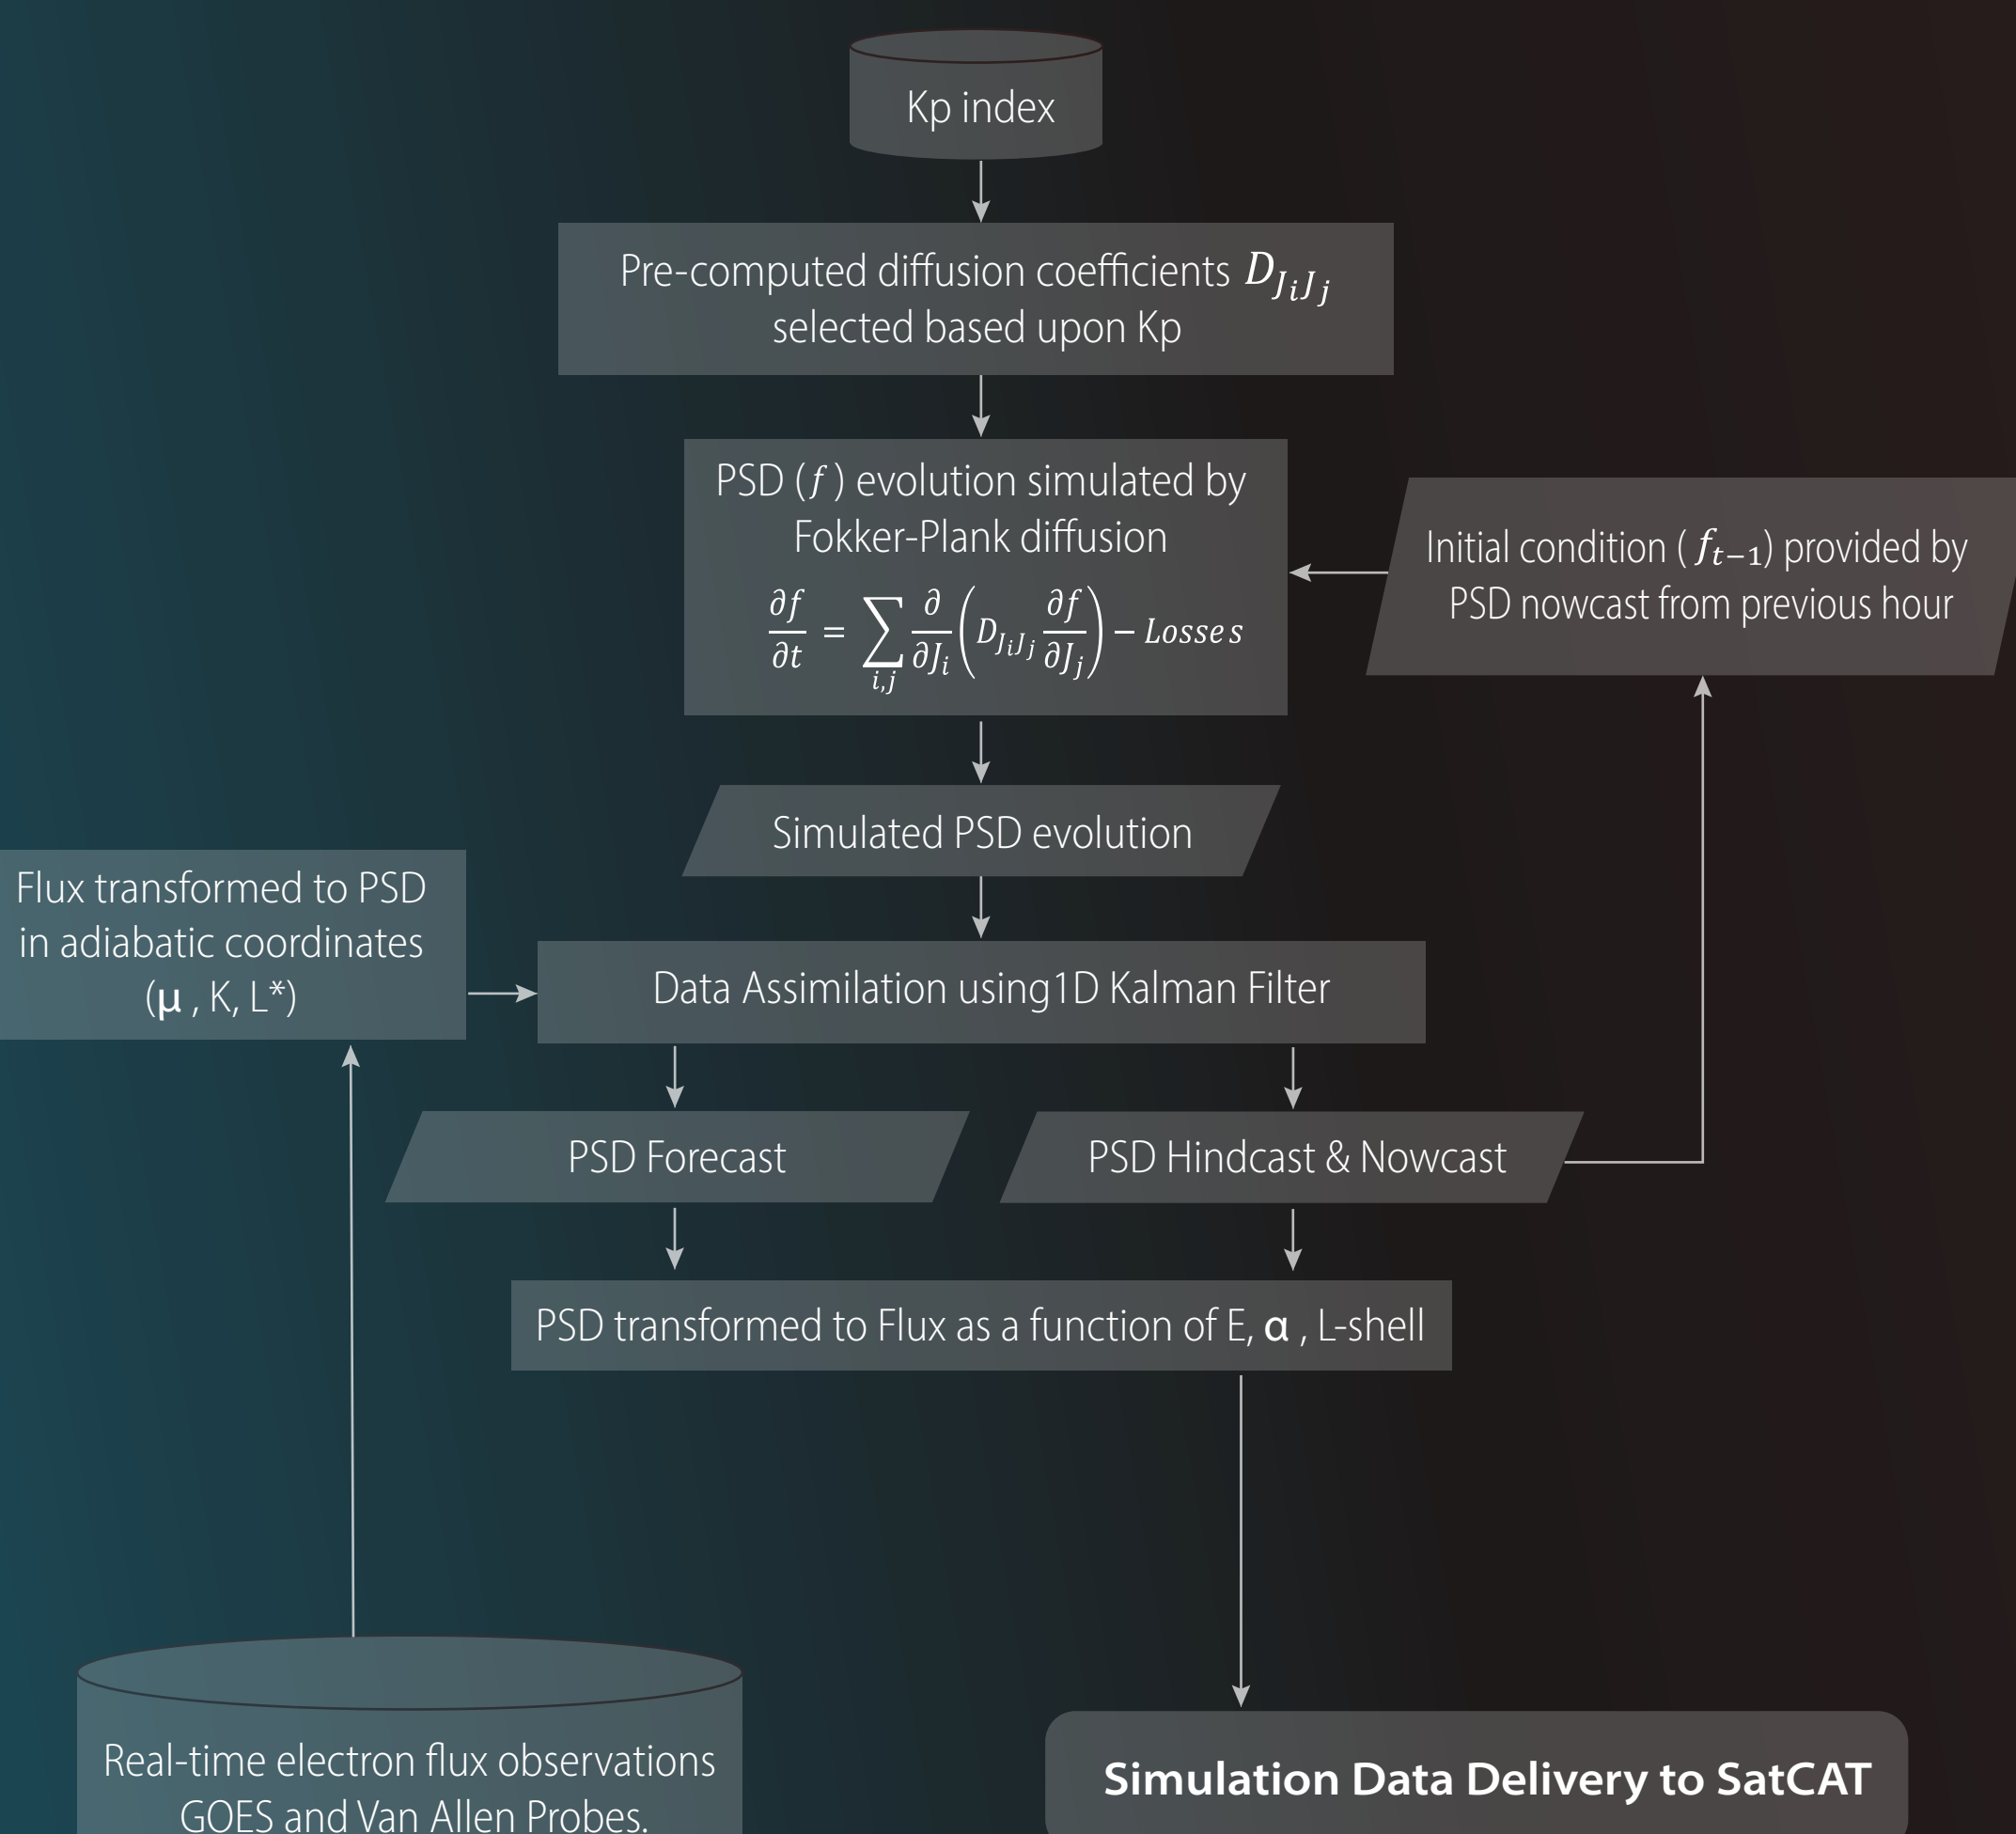 Kp index
Pre-computed diffusion coefficients D_{J_iJ_j}
selected based upon Kp
PSD (f) evolution simulated by
Fokker-Plank diffusion
∂f/∂t = ∑_{i,j} ∂/∂J_i (D_{J_iJ_j} ∂f/∂J_j) − Losses
Initial condition (f_{t−1}) provided by
PSD nowcast from previous hour
Simulated PSD evolution
Flux transformed to PSD
in adiabatic coordinates
(μ , K, L*)
Data Assimilation using1D Kalman Filter
PSD Forecast
PSD Hindcast & Nowcast
PSD transformed to Flux as a function of E, α , L-shell
Real-time electron flux observations
GOES and Van Allen Probes.
Simulation Data Delivery to SatCAT